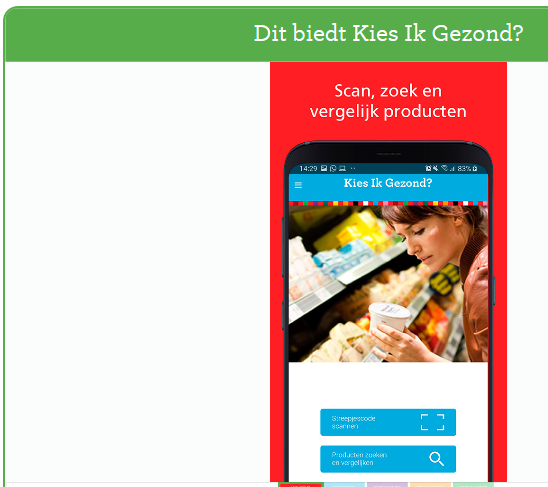 Dit biedt Kies Ik Gezond?
Scan, zoek en
vergelijk producten
14:29
83%
Kies Ik Gezond?
Streepjescode
scannen
Producten zoeken
en vergelijken